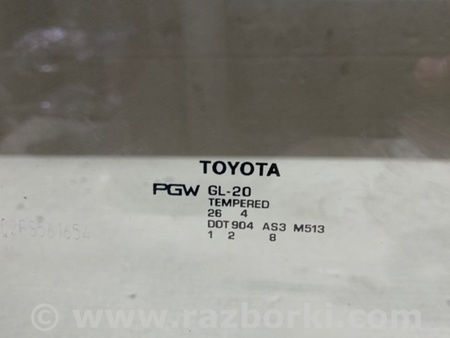 TOYOTA
PGW GL-20
TEMPERED
26 4
DOT 904 AS3 M513
1 2 8
© www.razborki.com